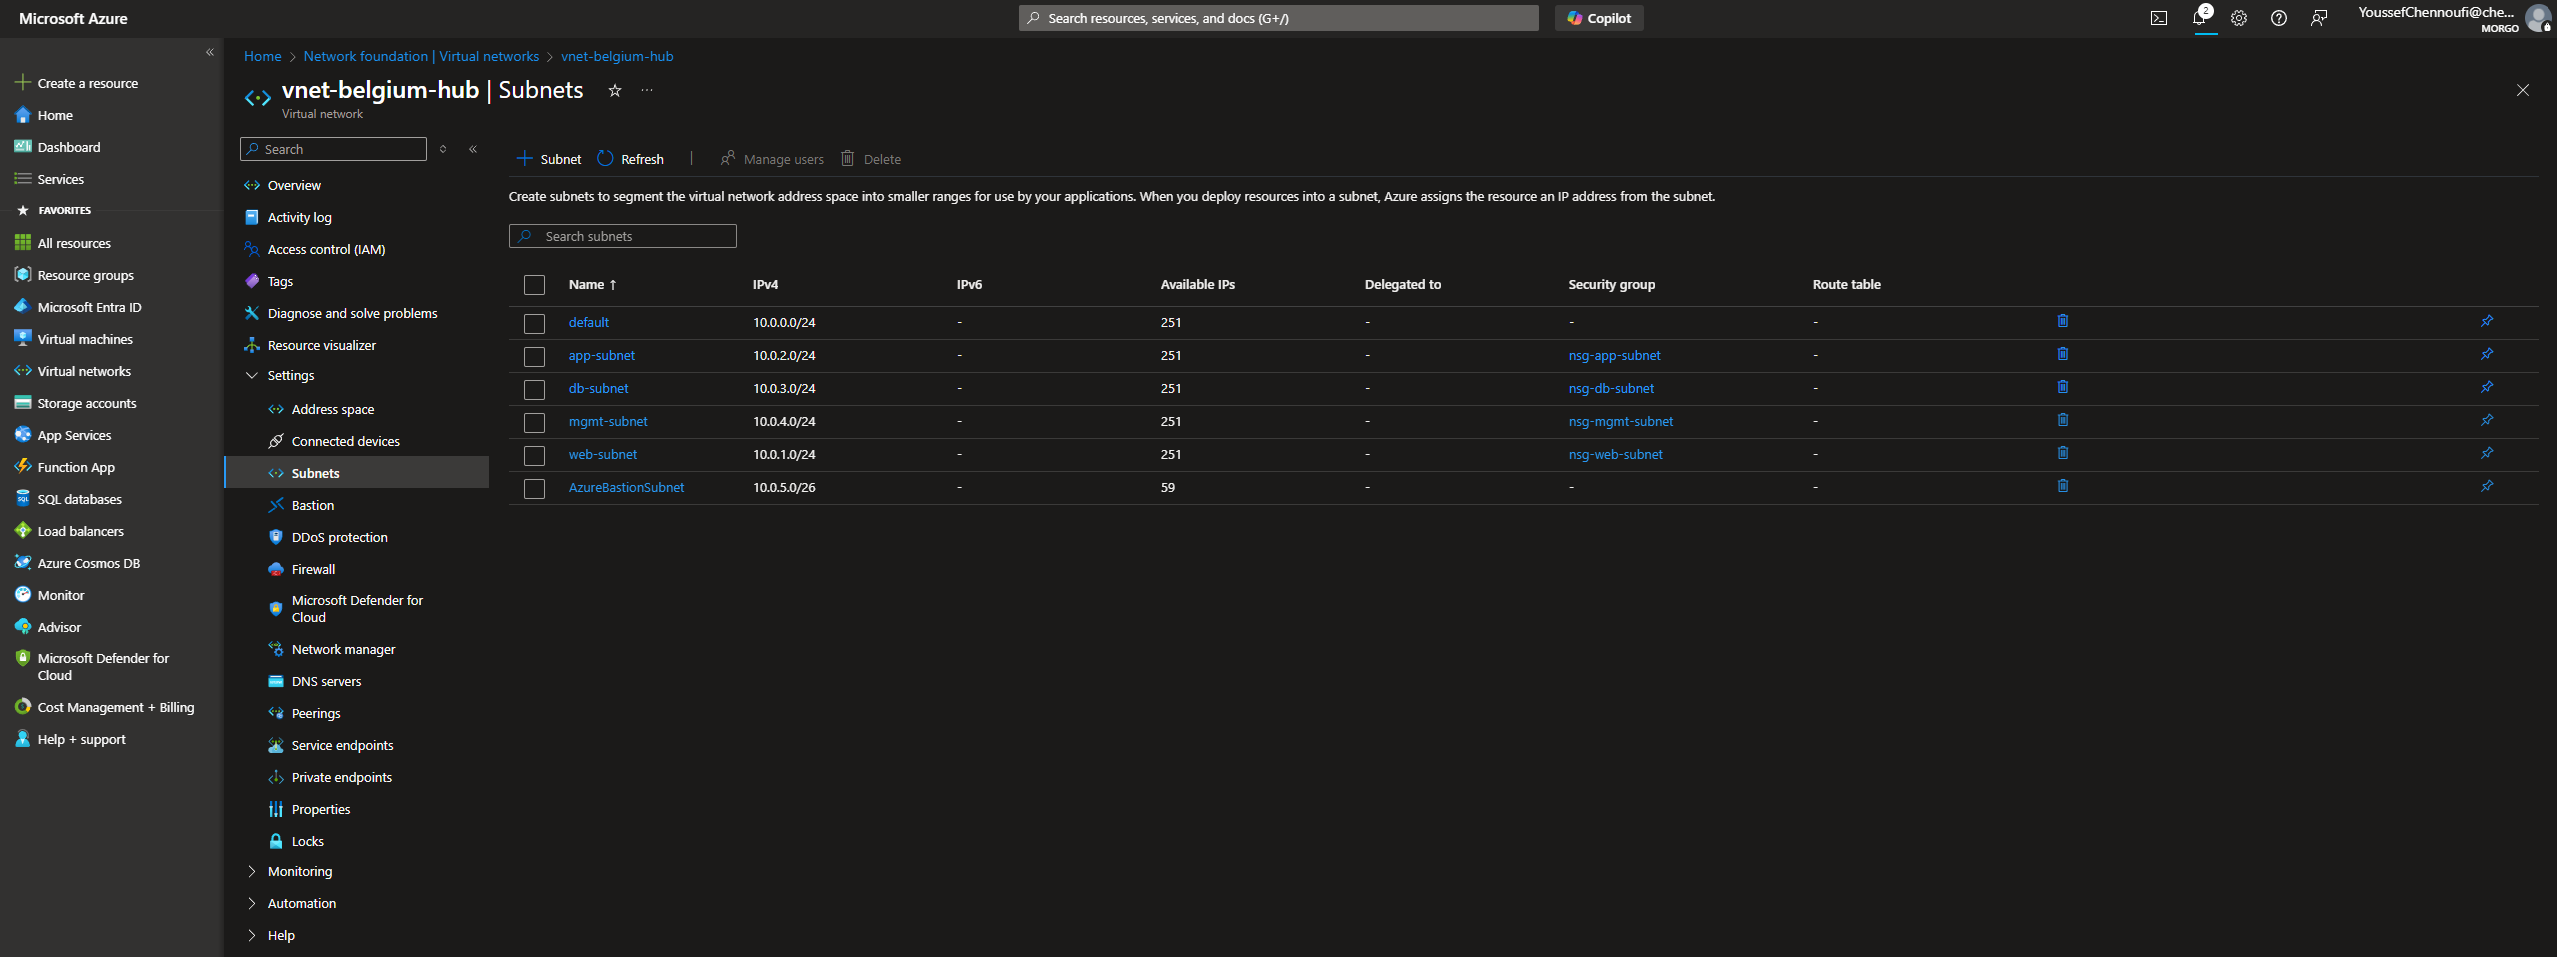 Microsoft Azure
Search resources, services, and docs (G+/)
Copilot
2
YoussefChennoufi@che...
MORGO
Create a resource
Home
Dashboard
Services
FAVORITES
All resources
Resource groups
Microsoft Entra ID
Virtual machines
Virtual networks
Storage accounts
App Services
Function App
SQL databases
Load balancers
Azure Cosmos DB
Monitor
Advisor
Microsoft Defender for
Cloud
Cost Management + Billing
Help + support
Home > Network foundation | Virtual networks > vnet-belgium-hub
vnet-belgium-hub | Subnets
Virtual network
Search
Overview
Activity log
Access control (IAM)
Tags
Diagnose and solve problems
Resource visualizer
Settings
Address space
Connected devices
Subnets
Bastion
DDoS protection
Firewall
Microsoft Defender for
Cloud
Network manager
DNS servers
Peerings
Service endpoints
Private endpoints
Properties
Locks
Monitoring
Automation
Help
Subnet Refresh | Manage users Delete
Create subnets to segment the virtual network address space into smaller ranges for use by your applications. When you deploy resources into a subnet, Azure assigns the resource an IP address from the subnet.
Search subnets
Name ↑ IPv4 IPv6 Available IPs Delegated to Security group Route table
default 10.0.0.0/24 - 251 - - -
app-subnet 10.0.2.0/24 - 251 - nsg-app-subnet -
db-subnet 10.0.3.0/24 - 251 - nsg-db-subnet -
mgmt-subnet 10.0.4.0/24 - 251 - nsg-mgmt-subnet -
web-subnet 10.0.1.0/24 - 251 - nsg-web-subnet -
AzureBastionSubnet 10.0.5.0/26 - 59 - - -